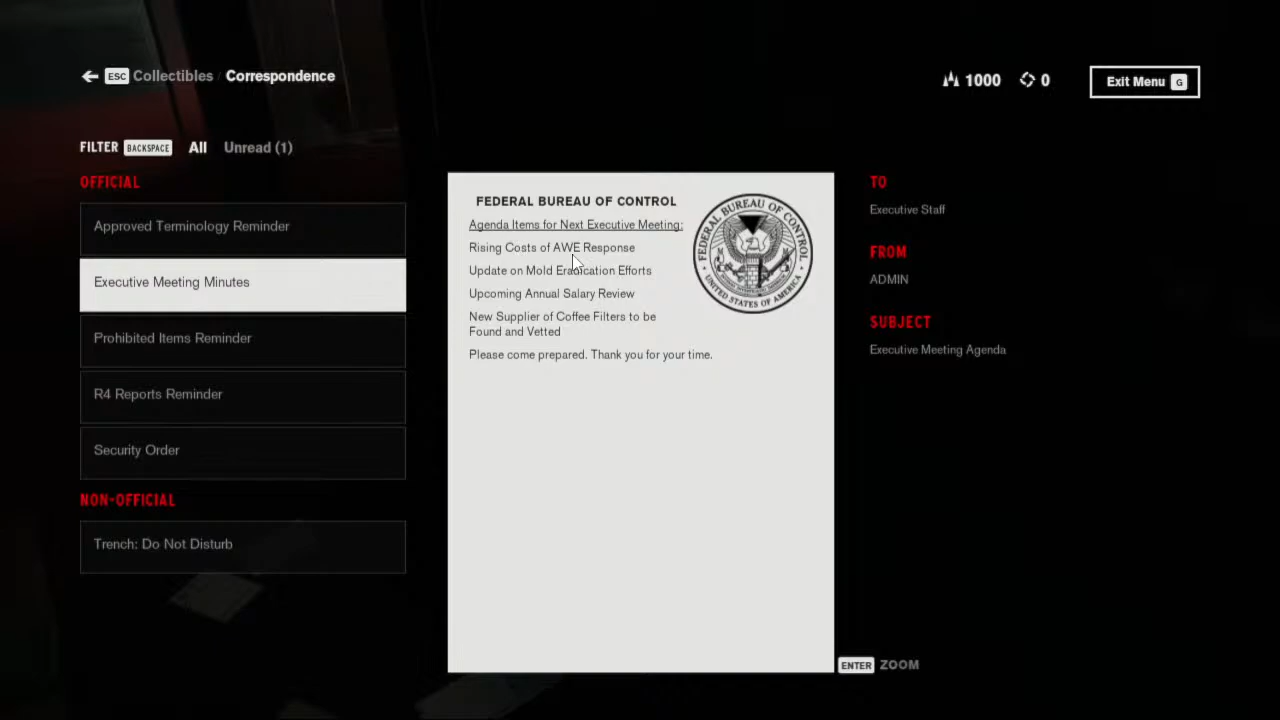 ESC Collectibles / Correspondence
1000 0 Exit Menu G
FILTER BACKSPACE All Unread (1)
OFFICIAL
Approved Terminology Reminder
Executive Meeting Minutes
Prohibited Items Reminder
R4 Reports Reminder
Security Order
NON-OFFICIAL
Trench: Do Not Disturb
FEDERAL BUREAU OF CONTROL
Agenda Items for Next Executive Meeting:
Rising Costs of AWE Response
Update on Mold Eradication Efforts
Upcoming Annual Salary Review
New Supplier of Coffee Filters to be
Found and Vetted
Please come prepared. Thank you for your time.
FEDERAL BUREAU OF CONTROL
UNITED STATES OF AMERICA
TO
Executive Staff
FROM
ADMIN
SUBJECT
Executive Meeting Agenda
ENTER ZOOM